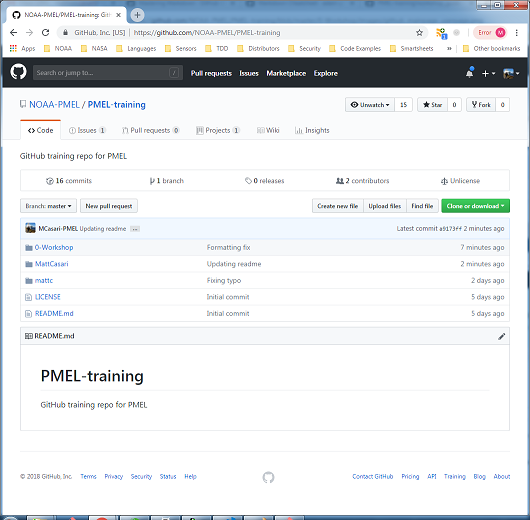 NOAA-PMEL/PMEL-training: Git
GitHub, Inc. [US] | https://github.com/NOAA-PMEL/PMEL-training
Error M
Apps NOAA NASA Languages Sensors TDD Distributors Security Code Examples Smartsheets » Other bookmarks
Search or jump to... / Pull requests Issues Marketplace Explore
NOAA-PMEL / PMEL-training Unwatch 15 Star 0 Fork 0
Code Issues 1 Pull requests 0 Projects 1 Wiki Insights
GitHub training repo for PMEL
16 commits 1 branch 0 releases 2 contributors Unlicense
Branch: master New pull request Create new file Upload files Find file Clone or download
MCasari-PMEL Updating readme ... Latest commit a9173ff 2 minutes ago
0-Workshop Formatting fix 7 minutes ago
MattCasari Updating readme 2 minutes ago
mattc Fixing typo 2 days ago
LICENSE Initial commit 5 days ago
README.md Initial commit 5 days ago
README.md
PMEL-training
GitHub training repo for PMEL
© 2018 GitHub, Inc. Terms Privacy Security Status Help Contact GitHub Pricing API Training Blog About